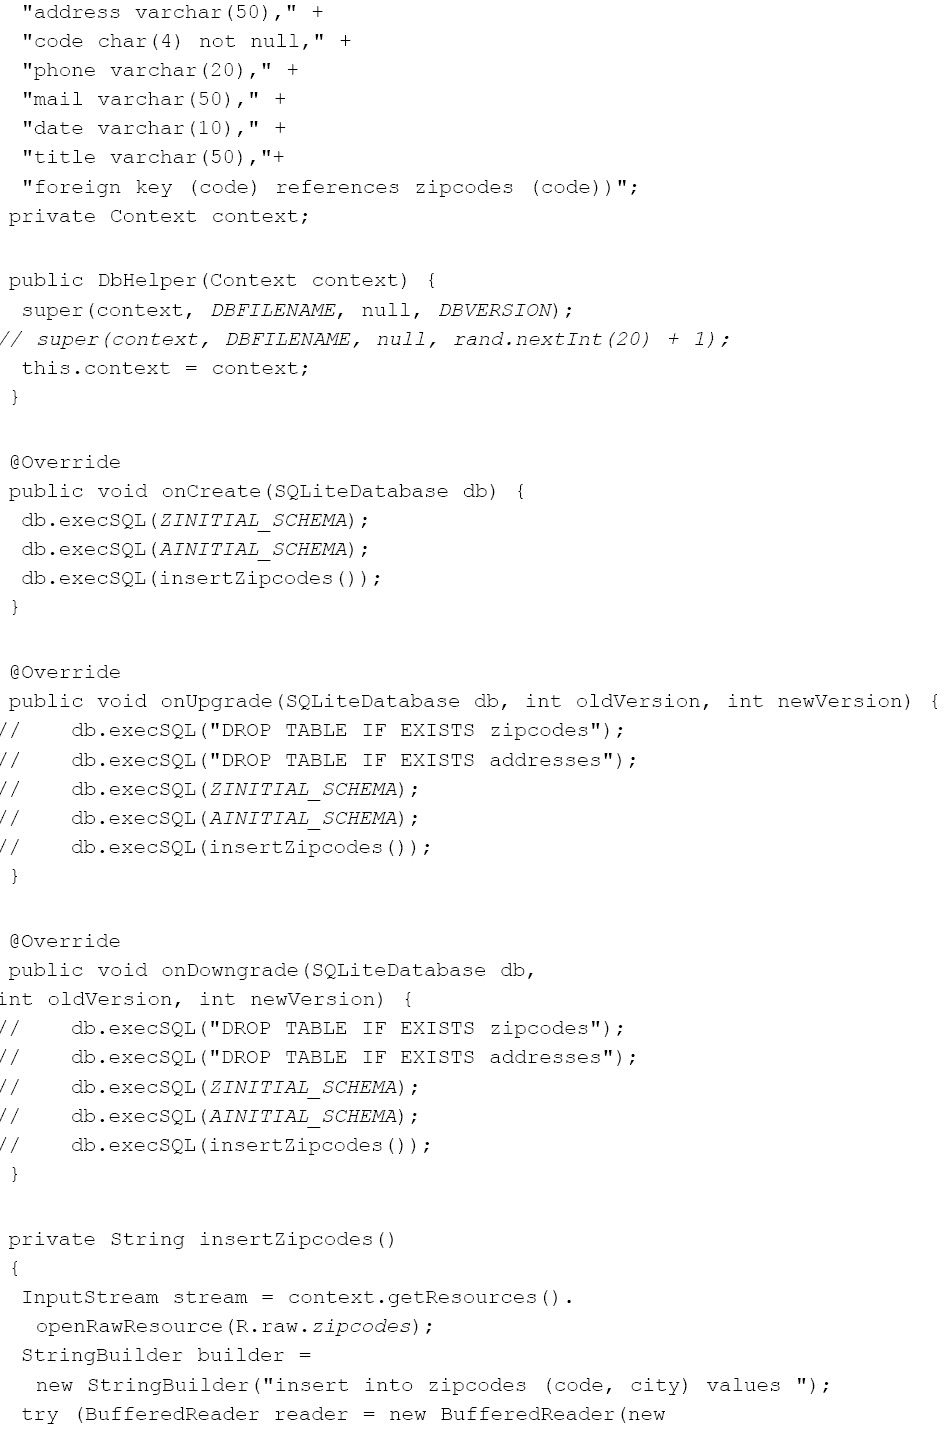 "address varchar(50)," +
"code char(4) not null," +
"phone varchar(20)," +
"mail varchar(50)," +
"date varchar(10)," +
"title varchar(50),"+
"foreign key (code) references zipcodes (code))";
private Context context;
public DbHelper(Context context) {
super(context, DBFILENAME, null, DBVERSION);
// super(context, DBFILENAME, null, rand.nextInt(20) + 1);
this.context = context;
}
@Override
public void onCreate(SQLiteDatabase db) {
db.execSQL(ZINITIAL_SCHEMA);
db.execSQL(AINITIAL_SCHEMA);
db.execSQL(insertZipcodes());
}
@Override
public void onUpgrade(SQLiteDatabase db, int oldVersion, int newVersion) {
// db.execSQL("DROP TABLE IF EXISTS zipcodes");
// db.execSQL("DROP TABLE IF EXISTS addresses");
// db.execSQL(ZINITIAL_SCHEMA);
// db.execSQL(AINITIAL_SCHEMA);
// db.execSQL(insertZipcodes());
}
@Override
public void onDowngrade(SQLiteDatabase db,
int oldVersion, int newVersion) {
// db.execSQL("DROP TABLE IF EXISTS zipcodes");
// db.execSQL("DROP TABLE IF EXISTS addresses");
// db.execSQL(ZINITIAL_SCHEMA);
// db.execSQL(AINITIAL_SCHEMA);
// db.execSQL(insertZipcodes());
}
private String insertZipcodes()
{
InputStream stream = context.getResources().
openRawResource(R.raw.zipcodes);
StringBuilder builder =
new StringBuilder("insert into zipcodes (code, city) values ");
try (BufferedReader reader = new BufferedReader(new